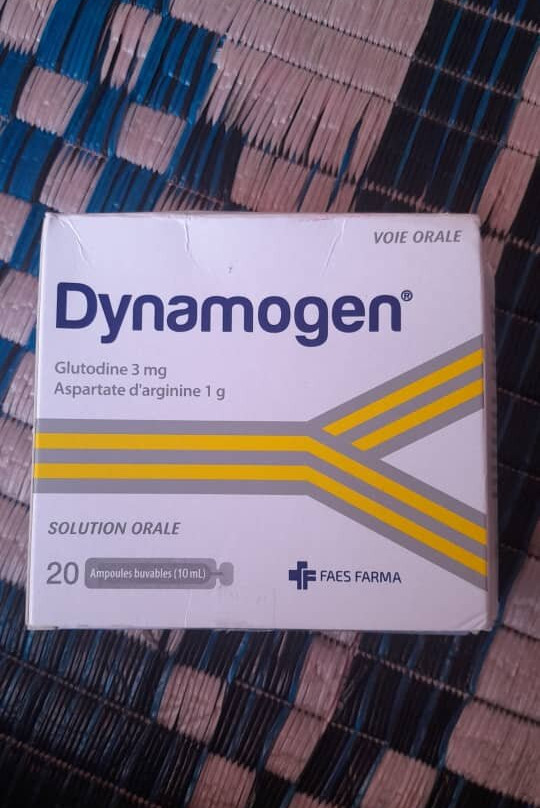 VOIE ORALE
Dynamogen®
Glutodine 3 mg
Aspartate d'arginine 1 g
SOLUTION ORALE
20 Ampoules buvables (10 mL)
FAES FARMA